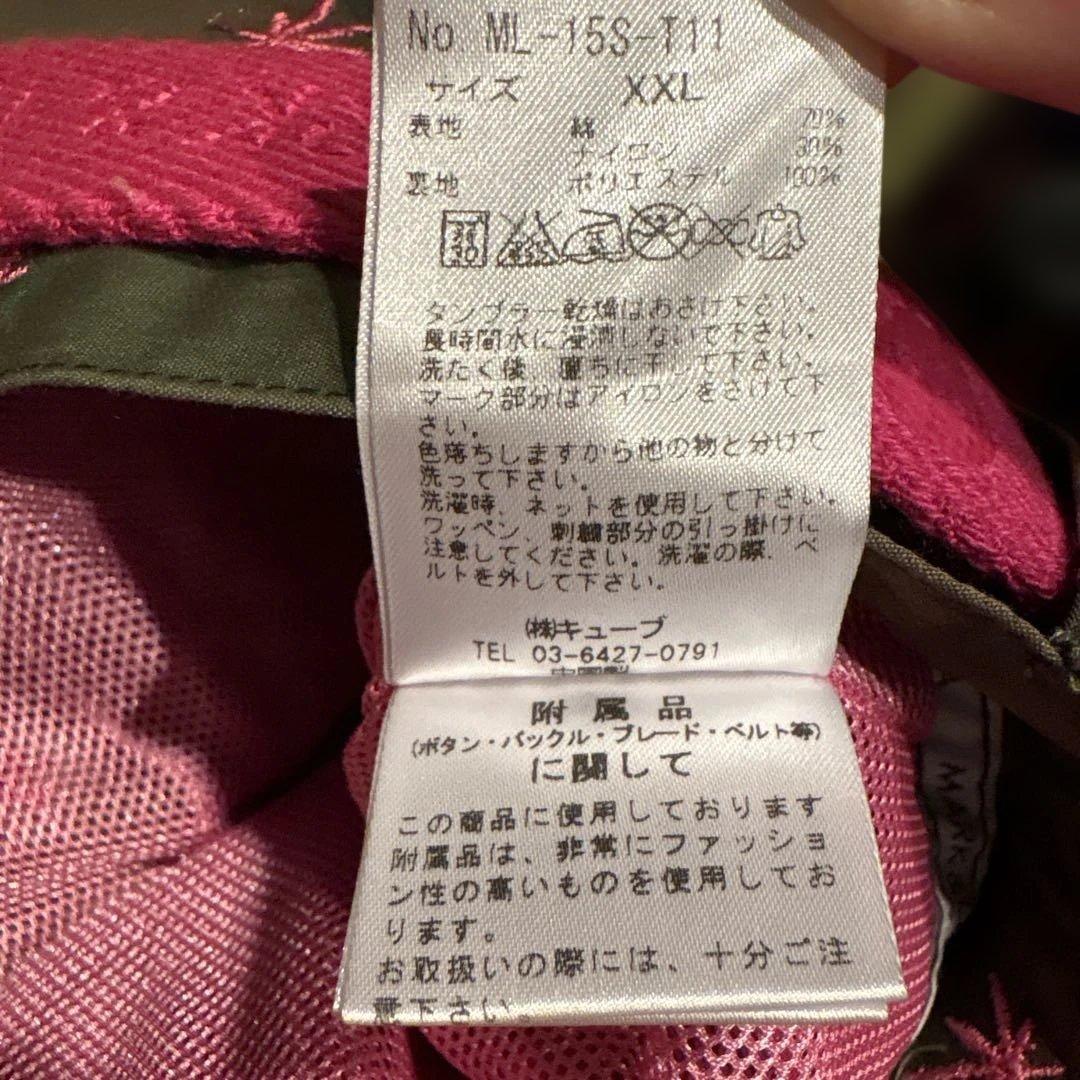 No ML-15S-T11
サイズ XXL
表地 綿 70%
ナイロン 30%
裏地 ポリエステル 100%
タンブラー乾燥はおさけ下さい。
長時間水に浸漬しないで下さい。
洗たく後 直ちに干して下さい。
マーク部分はアイロンをさけて下
さい。
色落ちしますから他の物と分けて
洗って下さい。
洗濯時、ネットを使用して下さい。
ワッペン、刺繍部分の引っ掛けに
注意してください。洗濯の際、ベ
ルトを外して下さい。
㈱キューブ
TEL 03-6427-0791
中国製
附属品
(ボタン・バックル・ブレード・ベルト等)
に関して
この商品に使用しております
附属品は、非常にファッショ
ン性の高いものを使用してお
ります。
お取扱いの際には、十分ご注
意下さい。